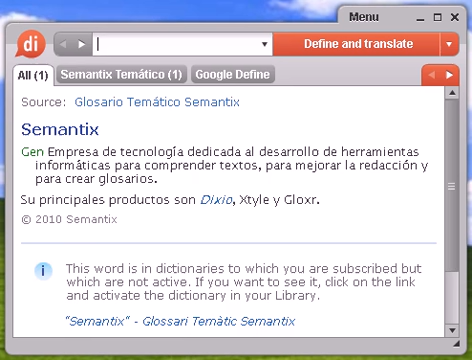 Menu
di
Define and translate
All (1)
Semantix Temático (1)
Google Define
Source: Glosario Temático Semantix
Semantix
Gen Empresa de tecnología dedicada al desarrollo de herramientas
informáticas para comprender textos, para mejorar la redacción y
para crear glosarios.
Su principales productos son Dixio, Xtyle y Gloxr.
© 2010 Semantix
i
This word is in dictionaries to which you are subscribed but
which are not active. If you want to see it, click on the link
and activate the dictionary in your Library.
"Semantix" - Glossari Temàtic Semantix